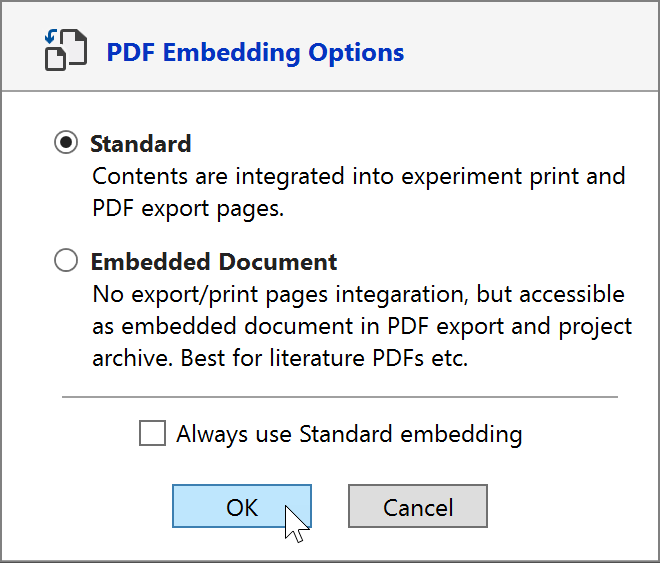 PDF Embedding Options
Standard
Contents are integrated into experiment print and
PDF export pages.
Embedded Document
No export/print pages integaration, but accessible
as embedded document in PDF export and project
archive. Best for literature PDFs etc.
Always use Standard embedding
OK
Cancel